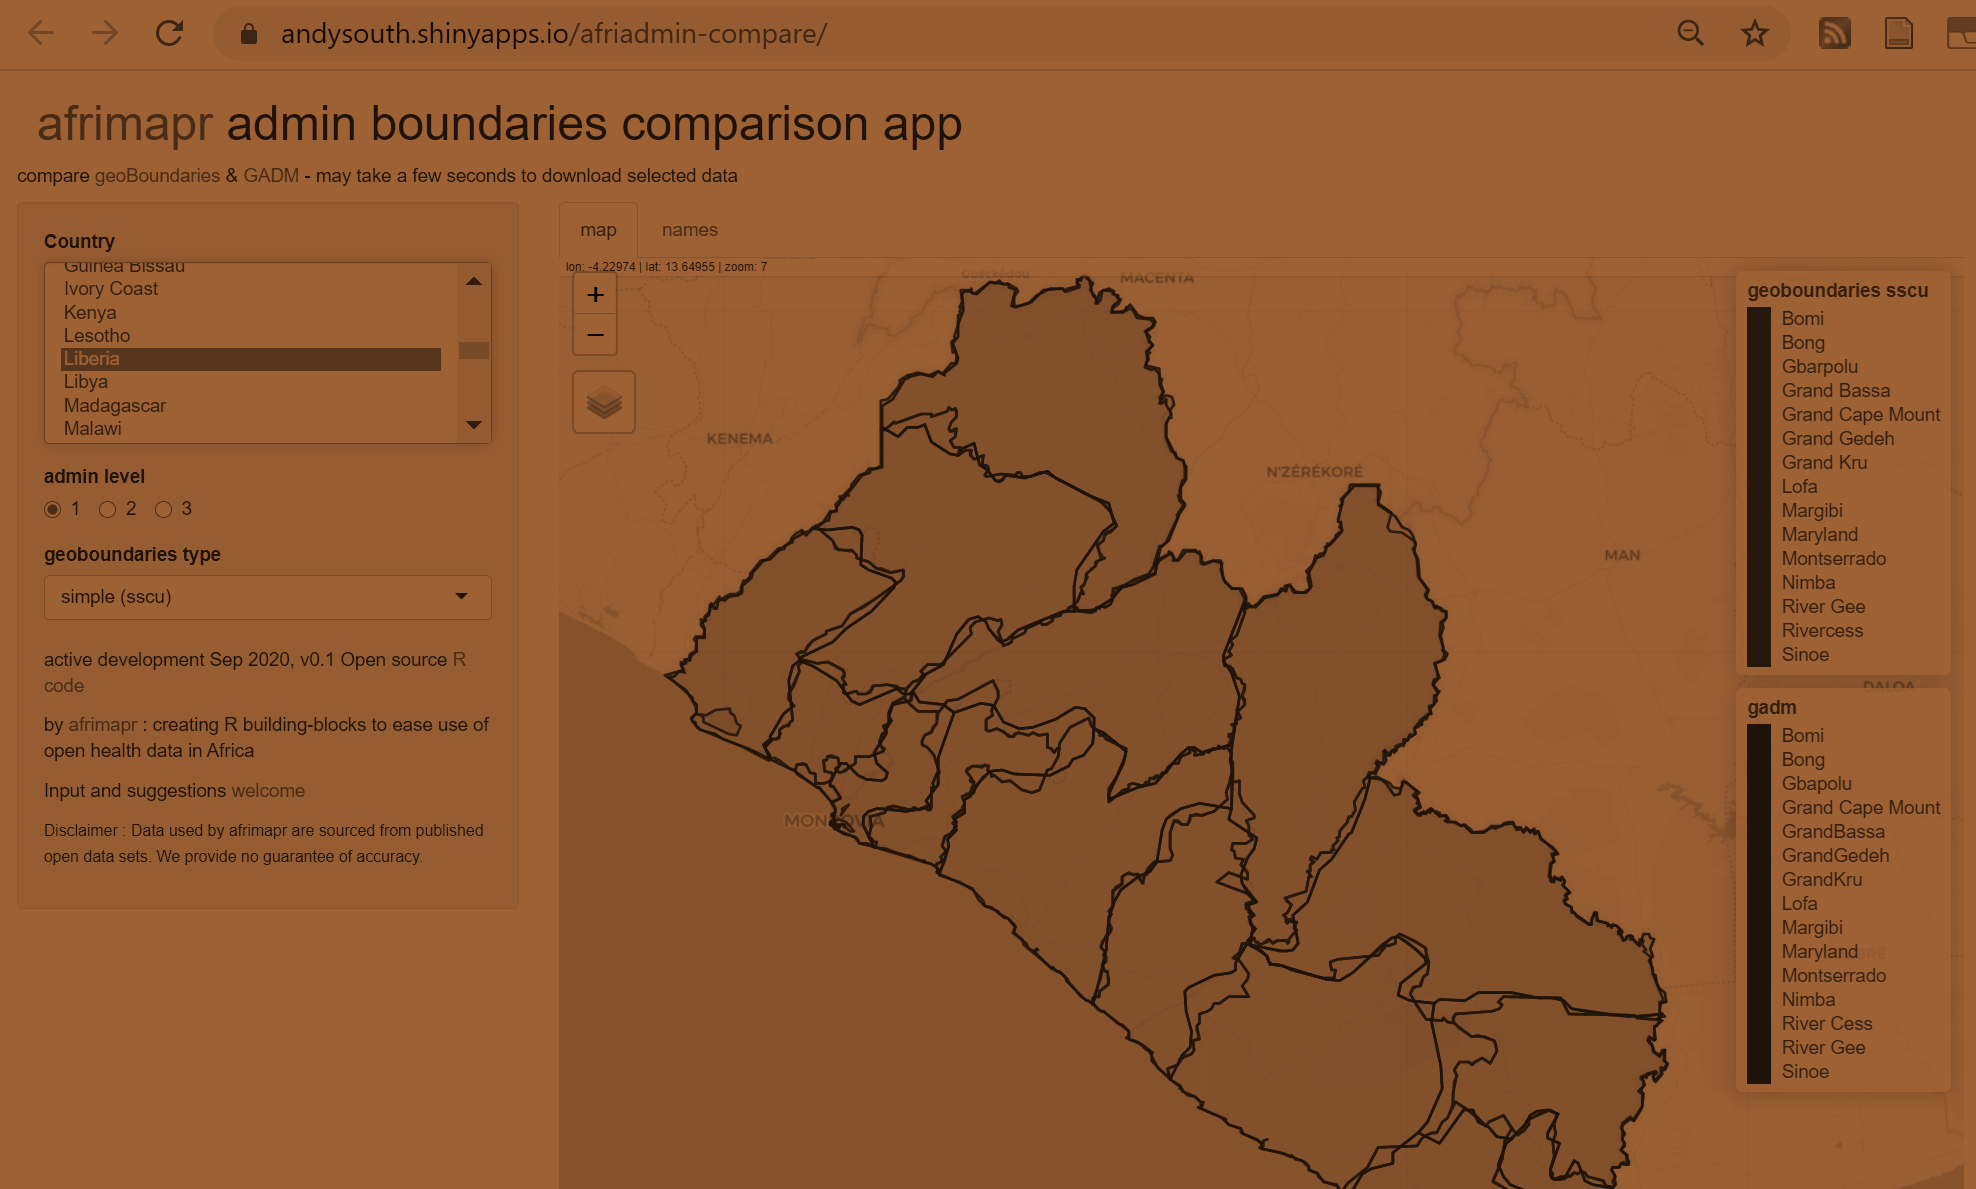 andysouth.shinyapps.io/afriadmin-compare/
afrimapr admin boundaries comparison app
compare geoBoundaries & GADM - may take a few seconds to download selected data
Country
Guinea Bissau
Ivory Coast
Kenya
Lesotho
Liberia
Libya
Madagascar
Malawi
admin level
1 2 3
geoboundaries type
simple (sscu)
active development Sep 2020, v0.1 Open source R
code
by afrimapr : creating R building-blocks to ease use of
open health data in Africa
Input and suggestions welcome
Disclaimer : Data used by afrimapr are sourced from published
open data sets. We provide no guarantee of accuracy.
map names
lon: -4.22974 | lat: 13.64955 | zoom: 7
+
−
Guéckédou
MACENTA
KENEMA
N'ZÉRÉKORÉ
MAN
DALOA
MONROVIA
geoboundaries sscu
Bomi
Bong
Gbarpolu
Grand Bassa
Grand Cape Mount
Grand Gedeh
Grand Kru
Lofa
Margibi
Maryland
Montserrado
Nimba
River Gee
Rivercess
Sinoe
gadm
Bomi
Bong
Gbapolu
Grand Cape Mount
GrandBassa
GrandGedeh
GrandKru
Lofa
Margibi
Maryland
Montserrado
Nimba
River Cess
River Gee
Sinoe